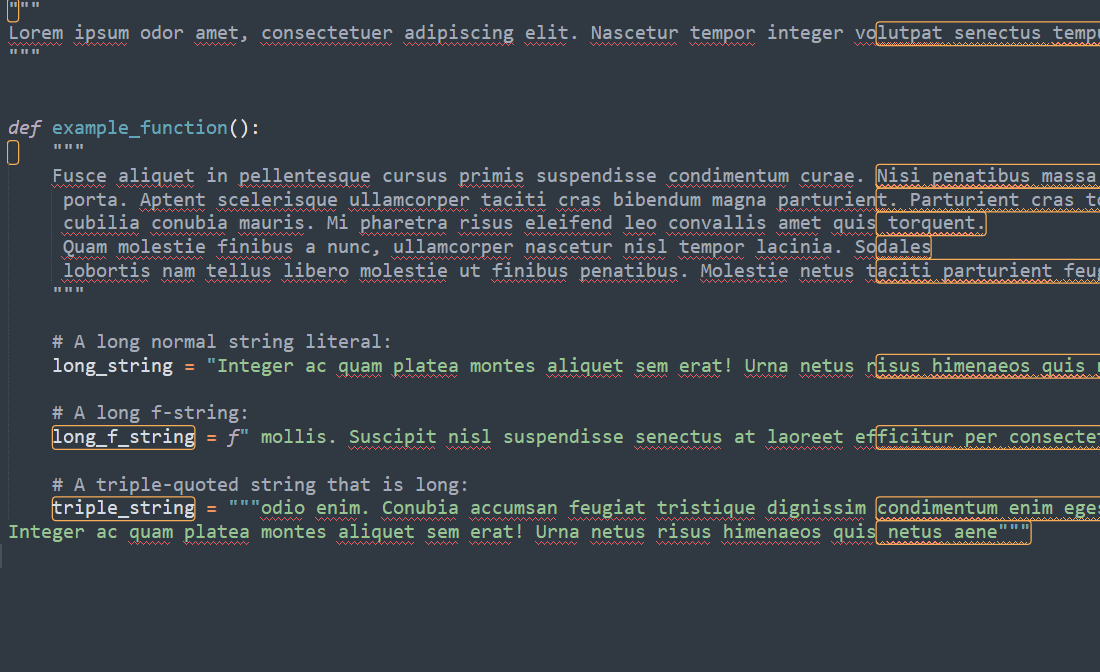 """
Lorem ipsum odor amet, consectetuer adipiscing elit. Nascetur tempor integer volutpat senectus tempu
"""
def example_function():
"""
Fusce aliquet in pellentesque cursus primis suspendisse condimentum curae. Nisi penatibus massa
porta. Aptent scelerisque ullamcorper taciti cras bibendum magna parturient. Parturient cras to
cubilia conubia mauris. Mi pharetra risus eleifend leo convallis amet quis torquent.
Quam molestie finibus a nunc, ullamcorper nascetur nisl tempor lacinia. Sodales
lobortis nam tellus libero molestie ut finibus penatibus. Molestie netus taciti parturient feug
"""
# A long normal string literal:
long_string = "Integer ac quam platea montes aliquet sem erat! Urna netus risus himenaeos quis
# A long f-string:
long_f_string = f" mollis. Suscipit nisl suspendisse senectus at laoreet efficitur per consectet
# A triple-quoted string that is long:
triple_string = """odio enim. Conubia accumsan feugiat tristique dignissim condimentum enim eges
Integer ac quam platea montes aliquet sem erat! Urna netus risus himenaeos quis netus aene"""